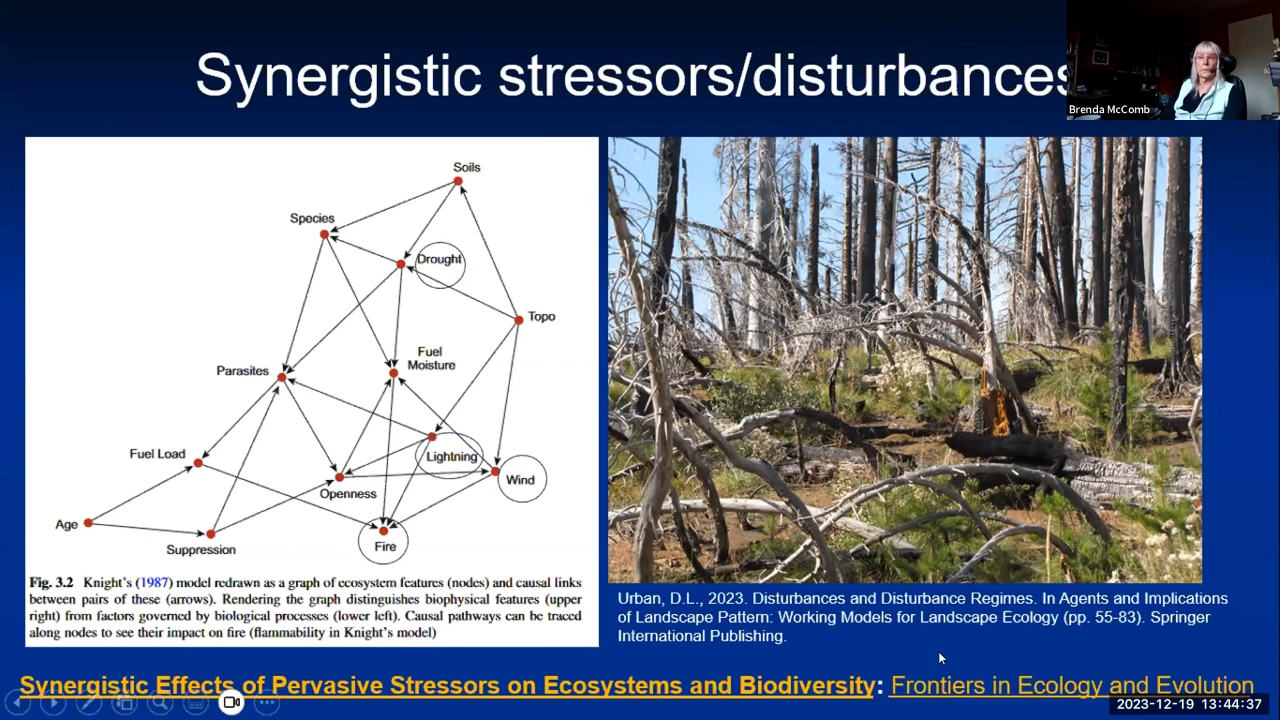 Synergistic stressors/disturbances
Brenda McComb
Soils
Species
Drought
Topo
Fuel
Moisture
Parasites
Fuel Load
Lightning
Wind
Openness
Age
Suppression
Fire
Fig. 3.2 Knight's (1987) model redrawn as a graph of ecosystem features (nodes) and causal links
between pairs of these (arrows). Rendering the graph distinguishes biophysical features (upper
right) from factors governed by biological processes (lower left). Causal pathways can be traced
along nodes to see their impact on fire (flammability in Knight's model)
Urban, D.L., 2023. Disturbances and Disturbance Regimes. In Agents and Implications
of Landscape Pattern: Working Models for Landscape Ecology (pp. 55-83). Springer
International Publishing.
Synergistic Effects of Pervasive Stressors on Ecosystems and Biodiversity: Frontiers in Ecology and Evolution
2023-12-19 13:44:37